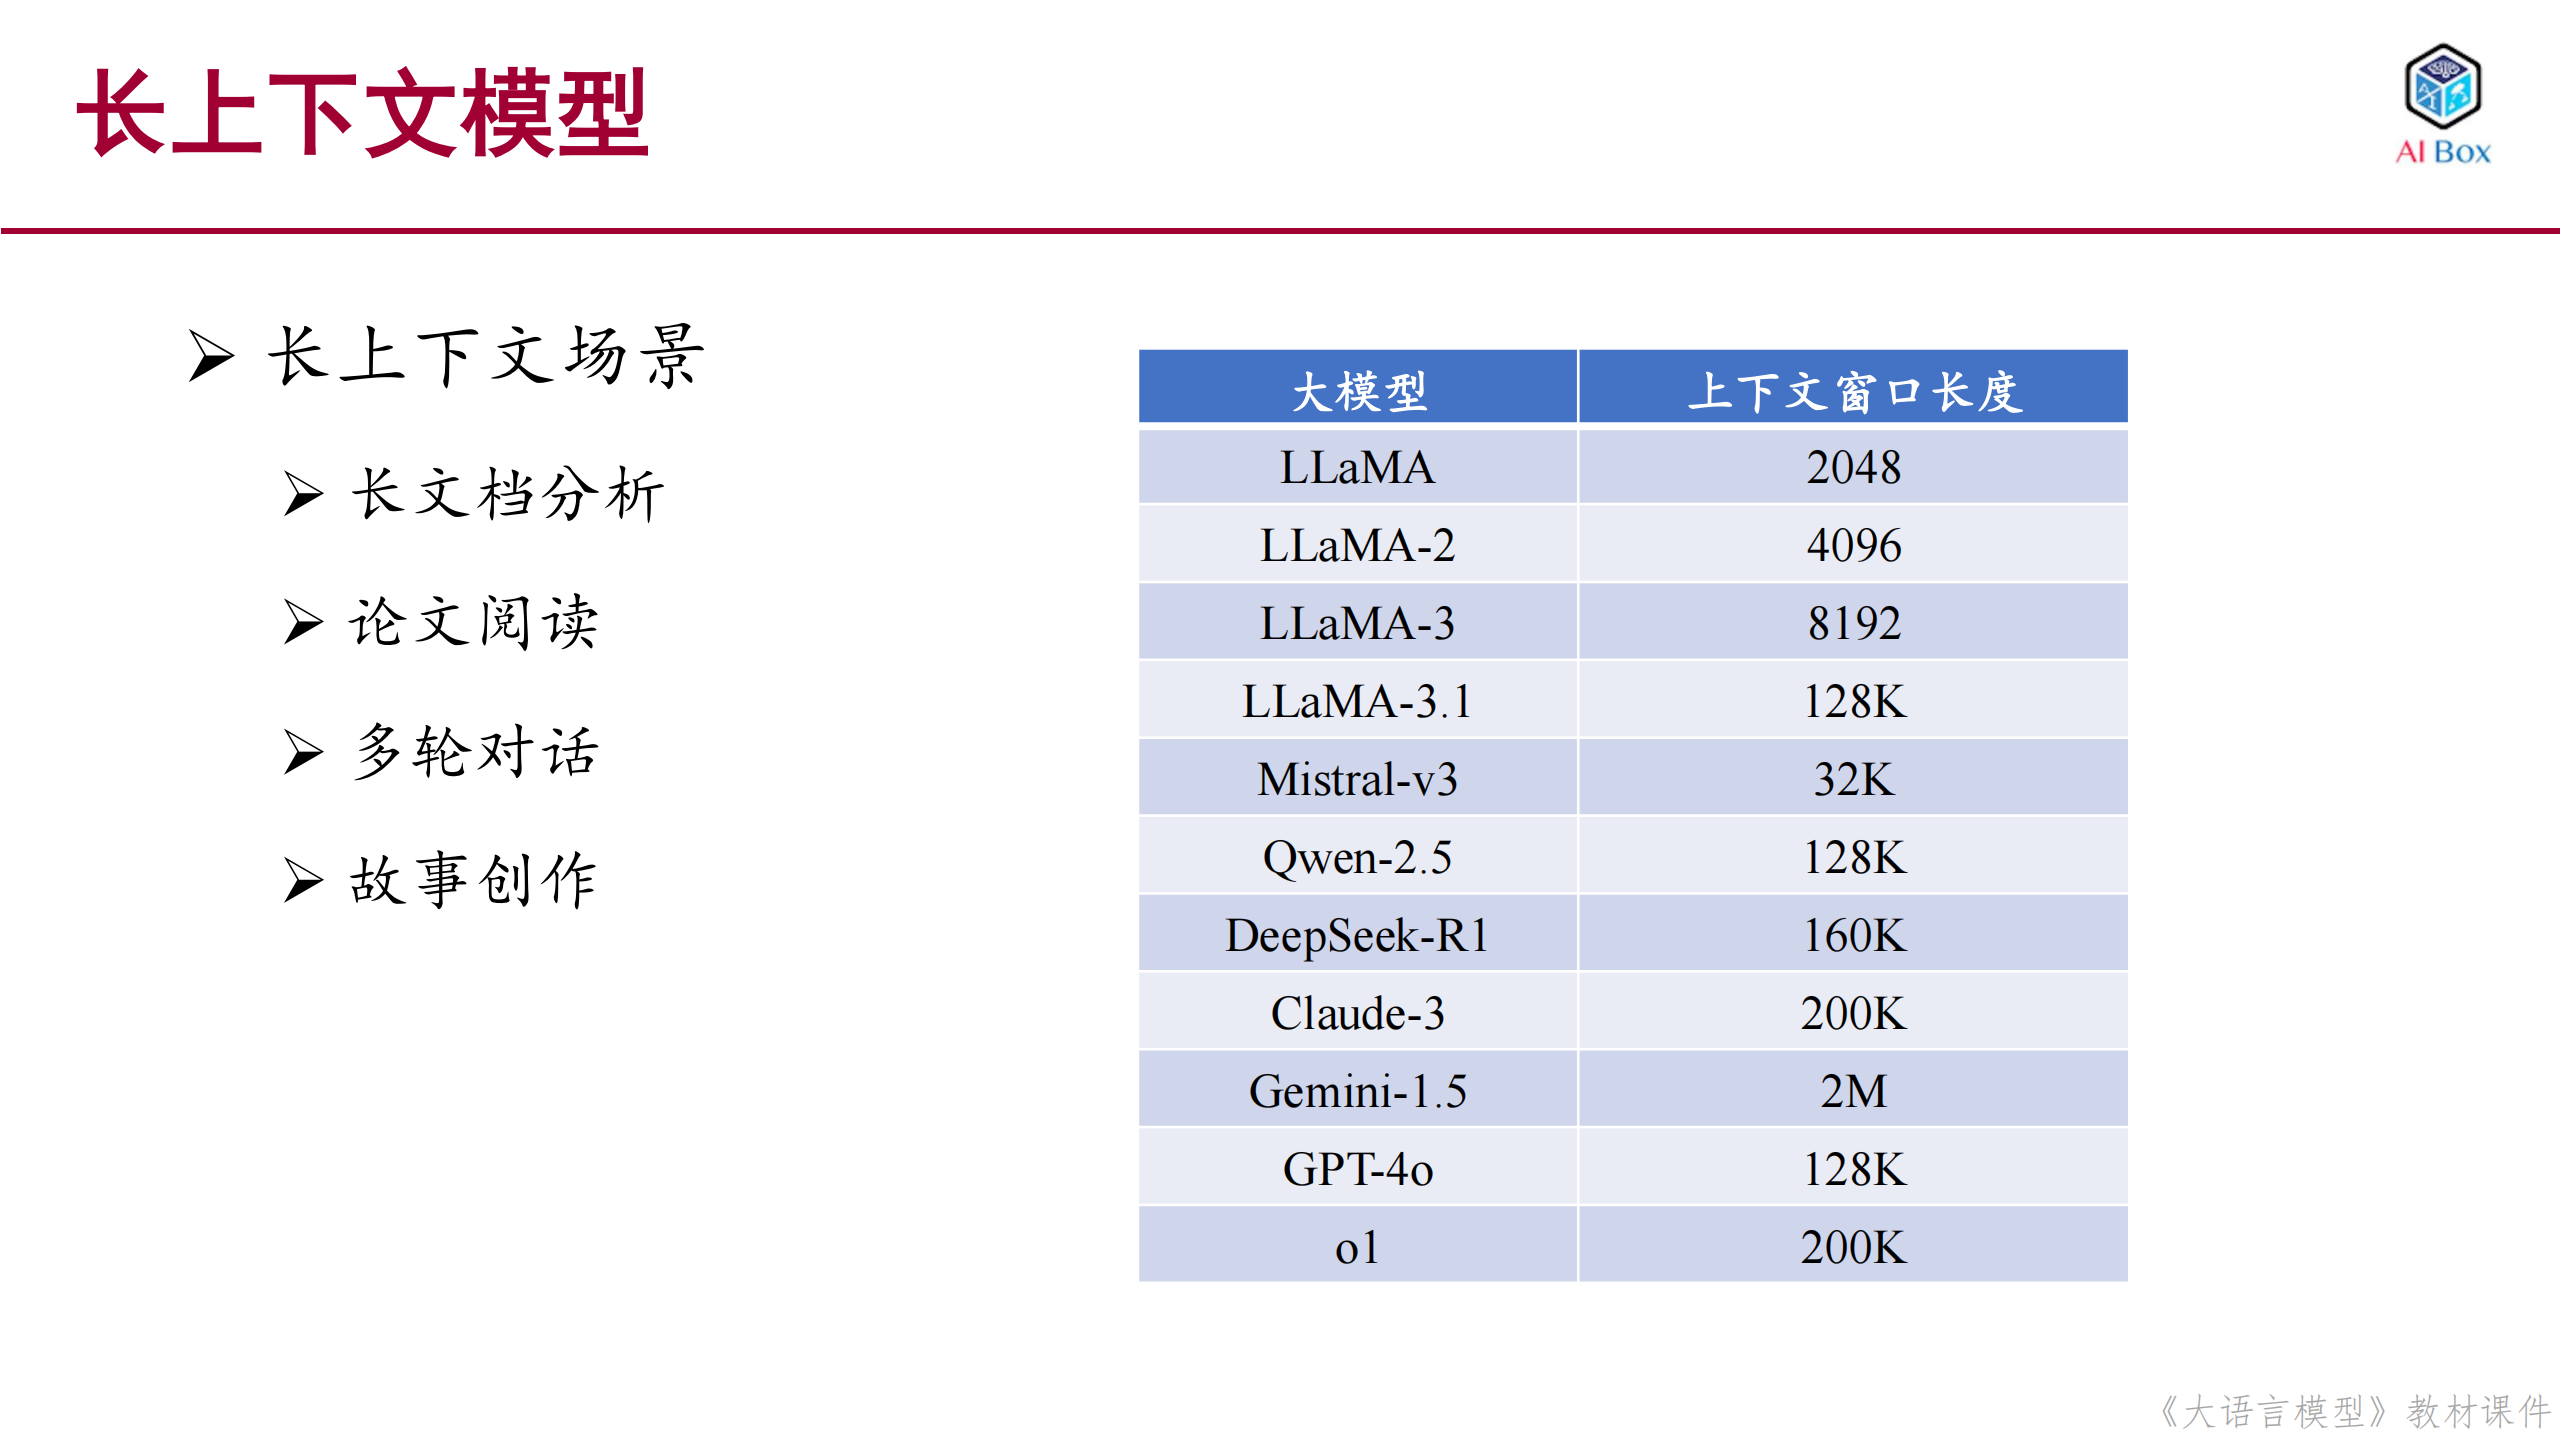 长上下文模型
AI Box
长上下文场景
长文档分析
论文阅读
多轮对话
故事创作
大模型 上下文窗口长度
LLaMA 2048
LLaMA-2 4096
LLaMA-3 8192
LLaMA-3.1 128K
Mistral-v3 32K
Qwen-2.5 128K
DeepSeek-R1 160K
Claude-3 200K
Gemini-1.5 2M
GPT-4o 128K
o1 200K
《大语言模型》教材课件